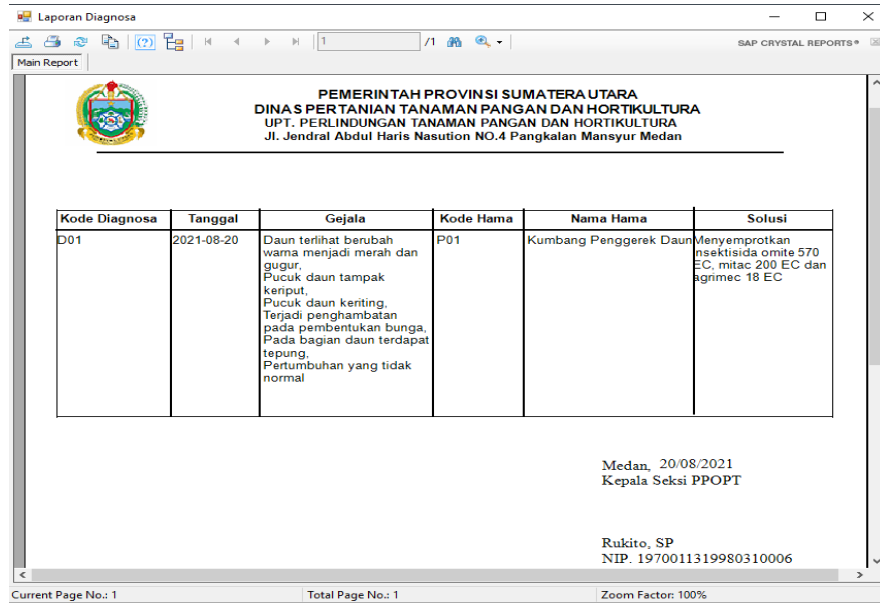 Laporan Diagnosa
1 /1 SAP CRYSTAL REPORTS®
Main Report
PEMERINTAH PROVINSI SUMATERA UTARA
DINAS PERTANIAN TANAMAN PANGAN DAN HORTIKULTURA
UPT. PERLINDUNGAN TANAMAN PANGAN DAN HORTIKULTURA
Jl. Jendral Abdul Haris Nasution NO.4 Pangkalan Mansyur Medan
Kode Diagnosa Tanggal Gejala Kode Hama Nama Hama Solusi
D01 2021-08-20 Daun terlihat berubah P01 Kumbang Penggerek Daun Menyemprotkan
warna menjadi merah dan nsektisida omite 570
gugur, EC, mitac 200 EC dan
Pucuk daun tampak agrimec 18 EC
keriput,
Pucuk daun keriting,
Terjadi penghambatan
pada pembentukan bunga,
Pada bagian daun terdapat
tepung,
Pertumbuhan yang tidak
normal
Medan, 20/08/2021
Kepala Seksi PPOPT
Rukito, SP
NIP. 1970011319980310006
Current Page No.: 1 Total Page No.: 1 Zoom Factor: 100%